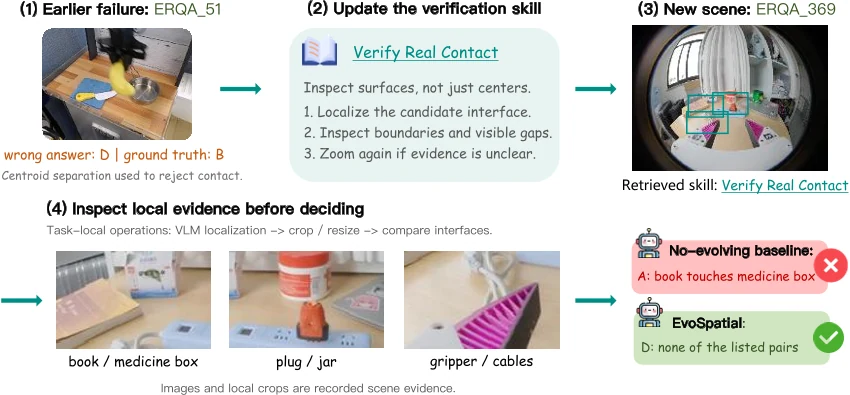 (1) Earlier failure: ERQA_51
wrong answer: D | ground truth: B
Centroid separation used to reject contact.
(2) Update the verification skill
Verify Real Contact
Inspect surfaces, not just centers.
1. Localize the candidate interface.
2. Inspect boundaries and visible gaps.
3. Zoom again if evidence is unclear.
(3) New scene: ERQA_369
Retrieved skill: Verify Real Contact
(4) Inspect local evidence before deciding
Task-local operations: VLM localization -> crop / resize -> compare interfaces.
book / medicine box
plug / jar
gripper / cables
Images and local crops are recorded scene evidence.
No-evolving baseline:
A: book touches medicine box
EvoSpatial:
D: none of the listed pairs